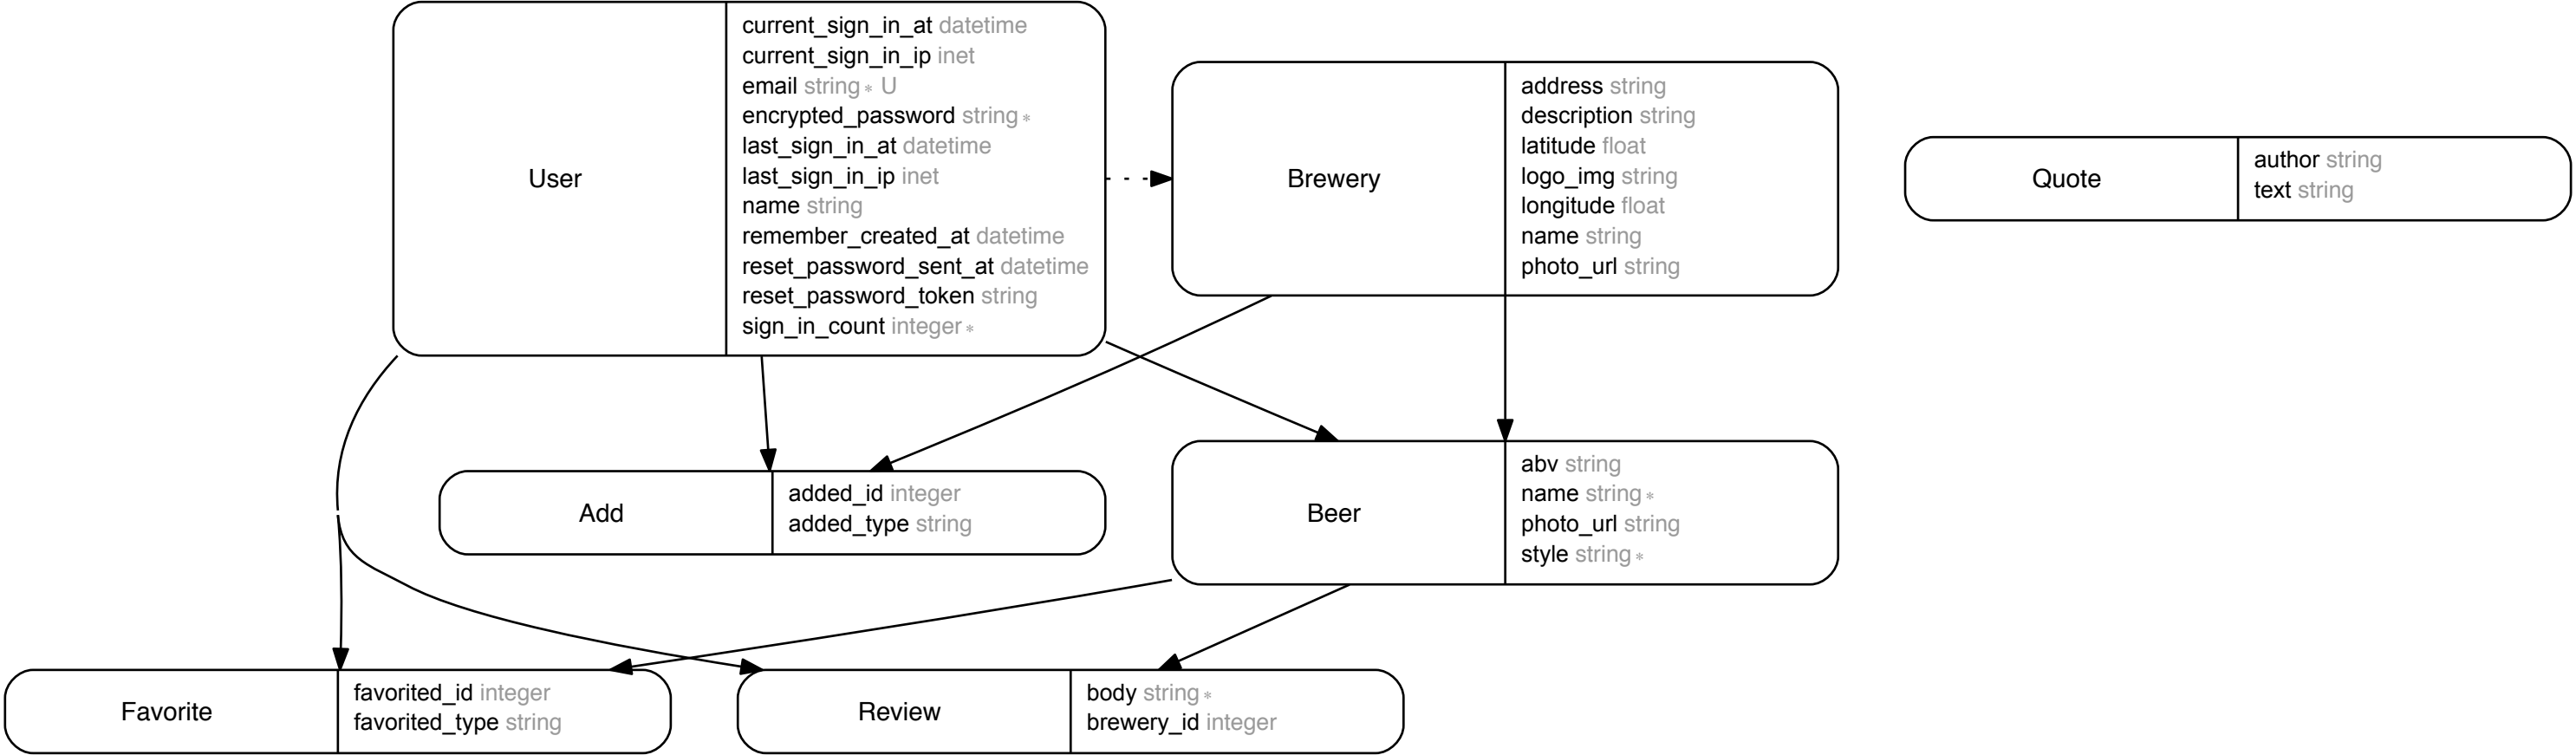 User
current_sign_in_at datetime
current_sign_in_ip inet
email string∗ U
encrypted_password string∗
last_sign_in_at datetime
last_sign_in_ip inet
name string
remember_created_at datetime
reset_password_sent_at datetime
reset_password_token string
sign_in_count integer∗
Brewery
address string
description string
latitude float
logo_img string
longitude float
name string
photo_url string
Quote
author string
text string
Add
added_id integer
added_type string
Beer
abv string
name string∗
photo_url string
style string∗
Favorite
favorited_id integer
favorited_type string
Review
body string∗
brewery_id integer